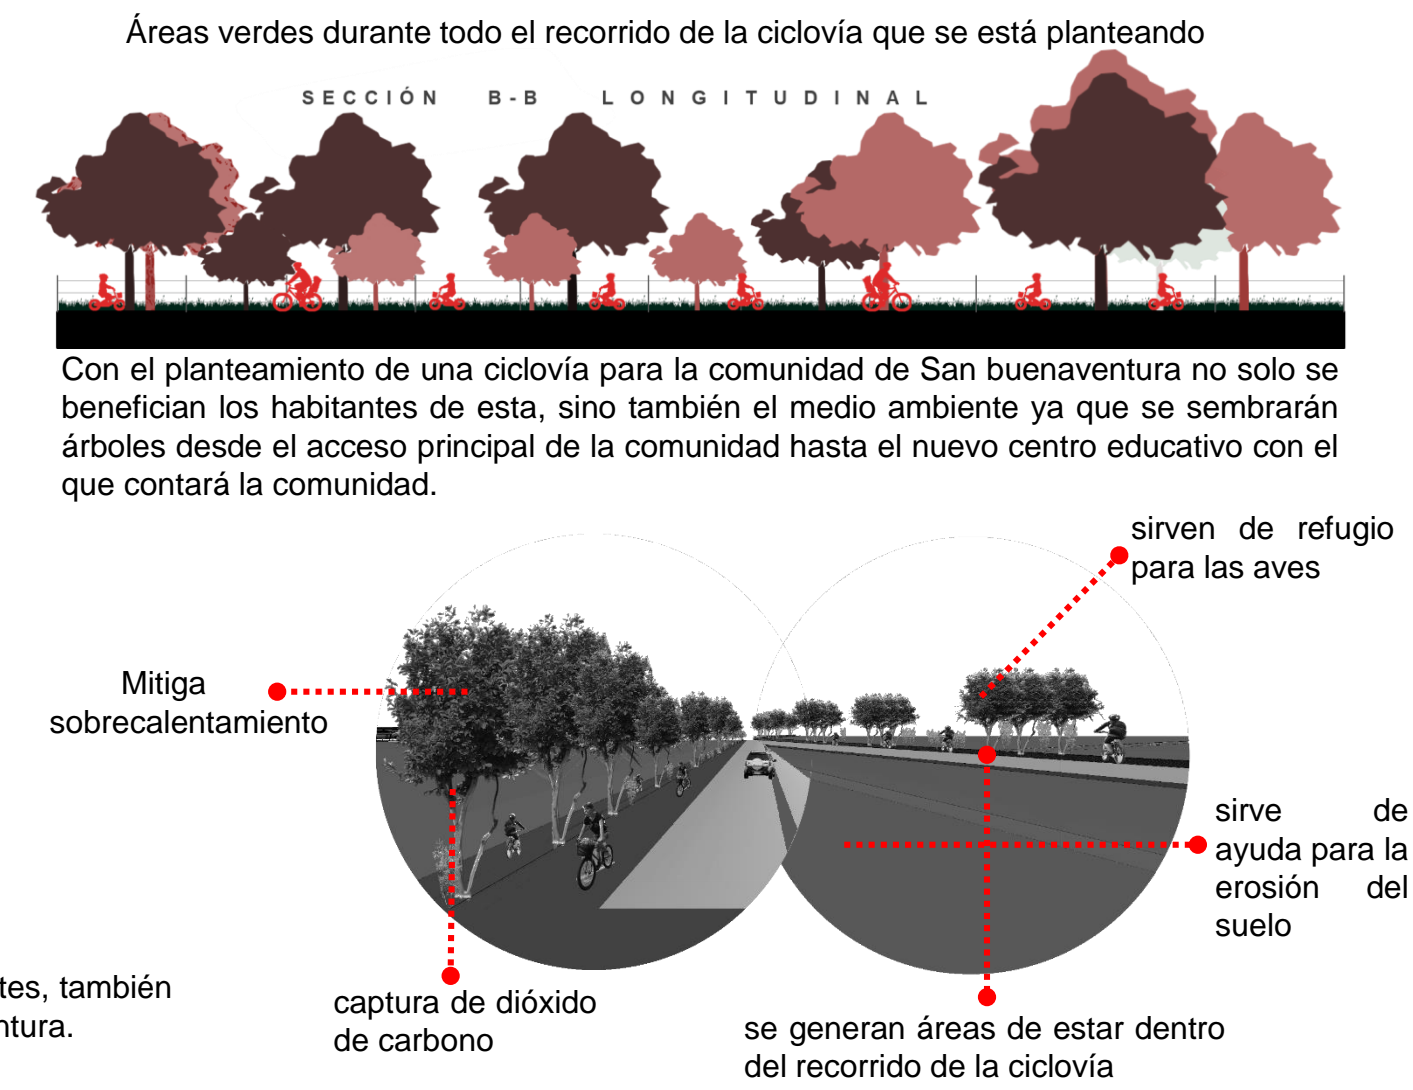 Áreas verdes durante todo el recorrido de la ciclovía que se está planteando
SECCIÓN B-B LONGITUDINAL
Con el planteamiento de una ciclovía para la comunidad de San buenaventura no solo se
benefician los habitantes de esta, sino también el medio ambiente ya que se sembrarán
árboles desde el acceso principal de la comunidad hasta el nuevo centro educativo con el
que contará la comunidad.
sirven de refugio
para las aves
Mitiga
sobrecalentamiento
sirve de
ayuda para la
erosión del
suelo
tes, también
ntura.
captura de dióxido
de carbono
se generan áreas de estar dentro
del recorrido de la ciclovía